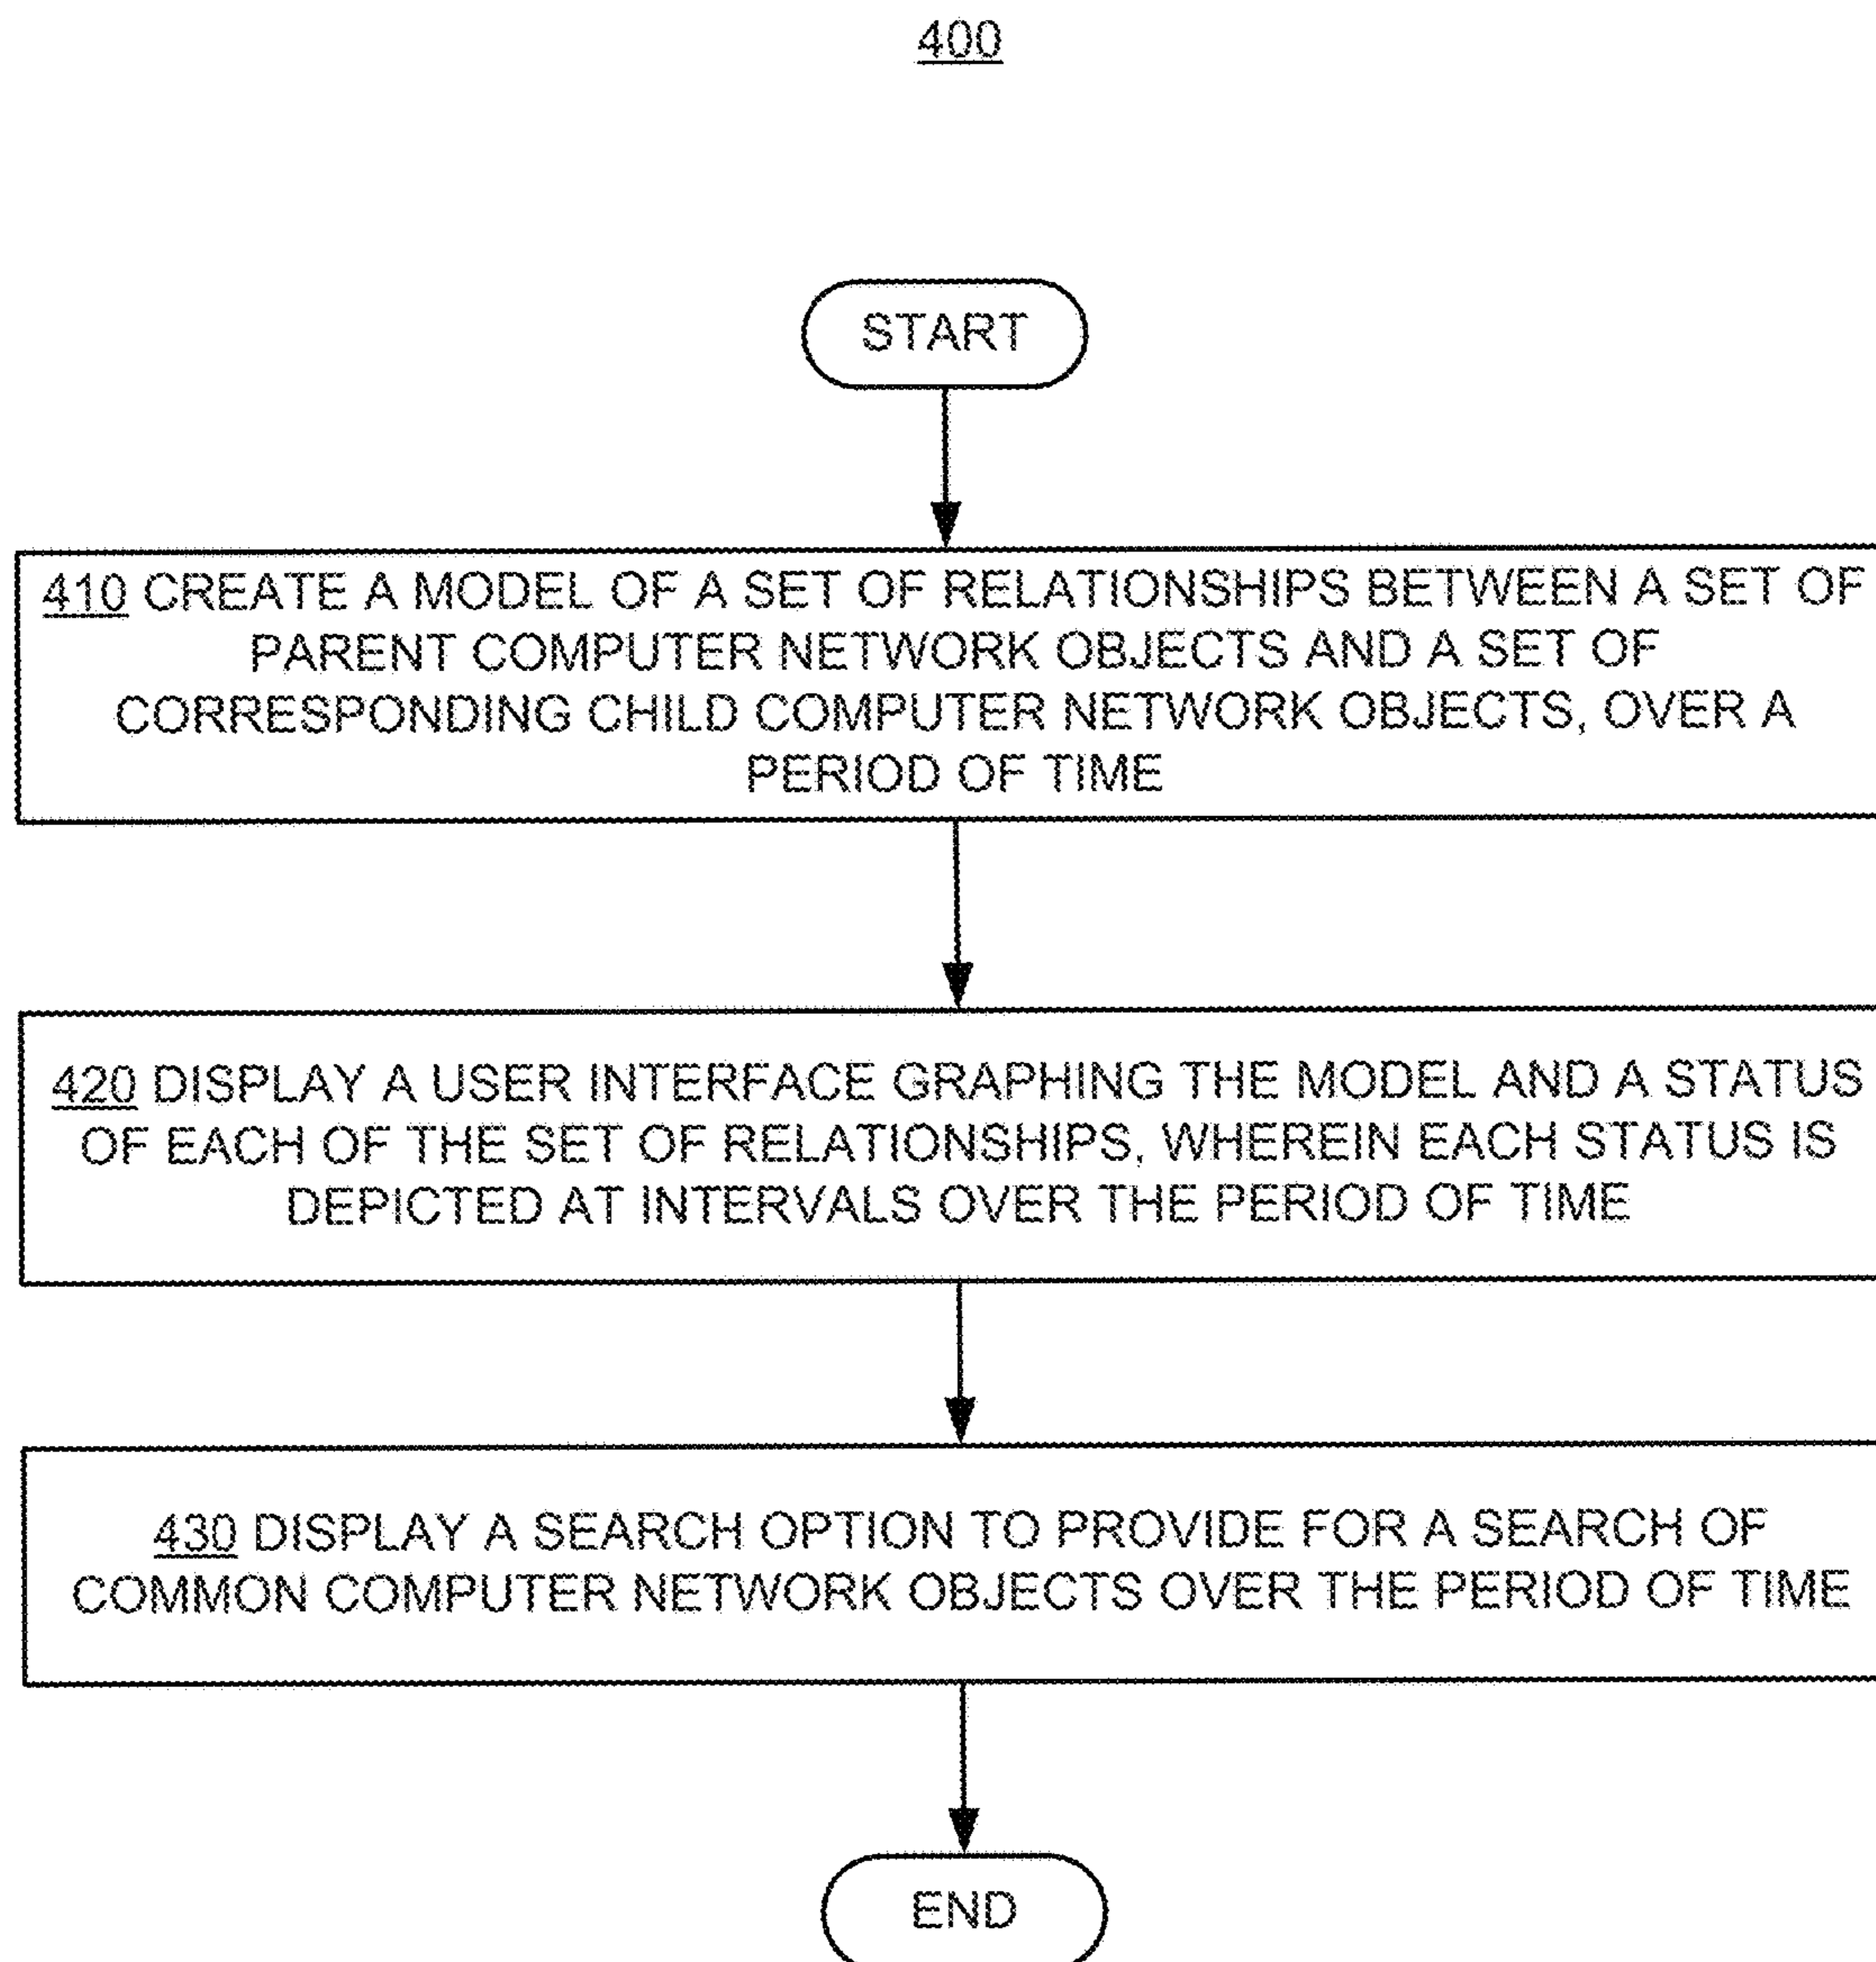 400
START
410 CREATE A MODEL OF A SET OF RELATIONSHIPS BETWEEN A SET OF
PARENT COMPUTER NETWORK OBJECTS AND A SET OF
CORRESPONDING CHILD COMPUTER NETWORK OBJECTS, OVER A
PERIOD OF TIME
420 DISPLAY A USER INTERFACE GRAPHING THE MODEL AND A STATUS
OF EACH OF THE SET OF RELATIONSHIPS, WHEREIN EACH STATUS IS
DEPICTED AT INTERVALS OVER THE PERIOD OF TIME
430 DISPLAY A SEARCH OPTION TO PROVIDE FOR A SEARCH OF
COMMON COMPUTER NETWORK OBJECTS OVER THE PERIOD OF TIME
END